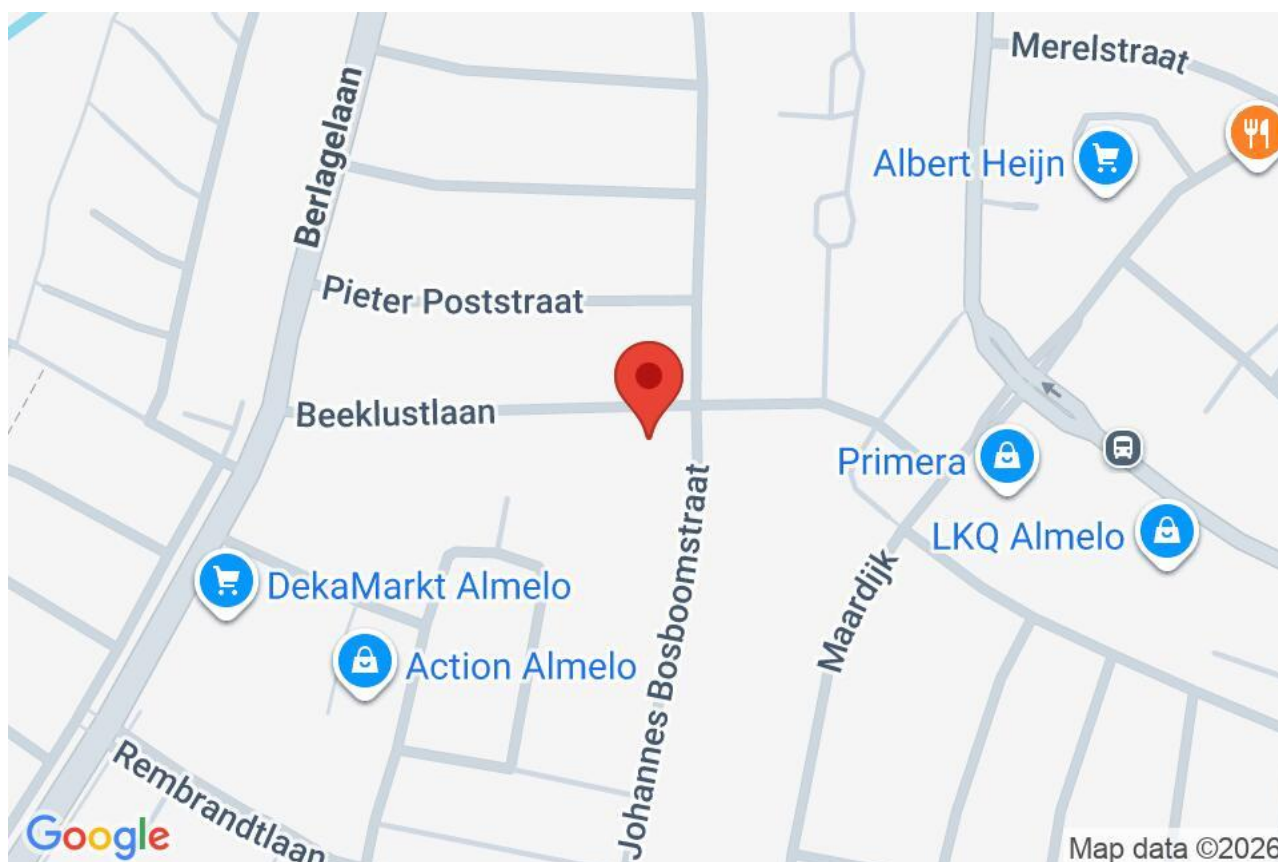 Merelstraat
Berlagelaan
Albert Heijn
Pieter Poststraat
Beeklustlaan
Primera
LKQ Almelo
Johannes Bosboomstraat
Maardijk
DekaMarkt Almelo
Action Almelo
Rembrandtlaan
Google
Map data ©2026